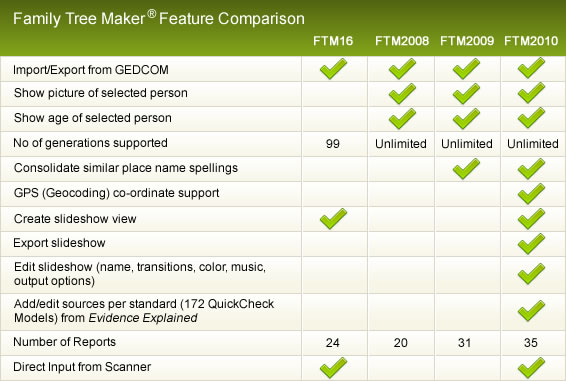 Family Tree Maker® Feature Comparison
FTM16 FTM2008 FTM2009 FTM2010
Import/Export from GEDCOM
Show picture of selected person
Show age of selected person
No of generations supported 99 Unlimited Unlimited Unlimited
Consolidate similar place name spellings
GPS (Geocoding) co-ordinate support
Create slideshow view
Export slideshow
Edit slideshow (name, transitions, color, music,
output options)
Add/edit sources per standard (172 QuickCheck
Models) from Evidence Explained
Number of Reports 24 20 31 35
Direct Input from Scanner